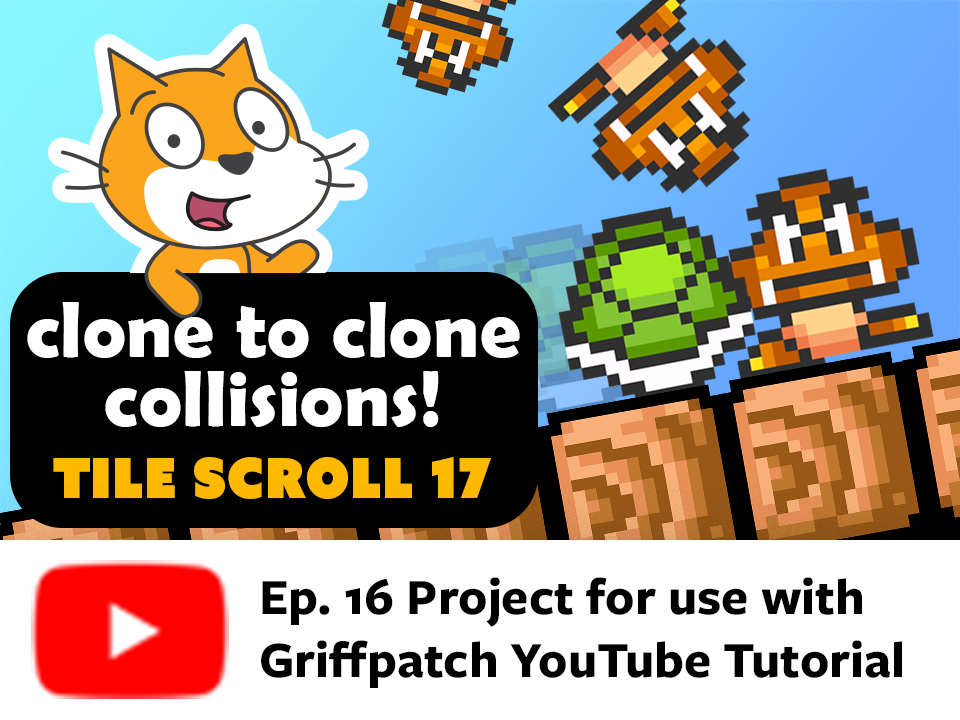 clone to clone
collisions!
TILE SCROLL 17
Ep. 16 Project for use with
Griffpatch YouTube Tutorial